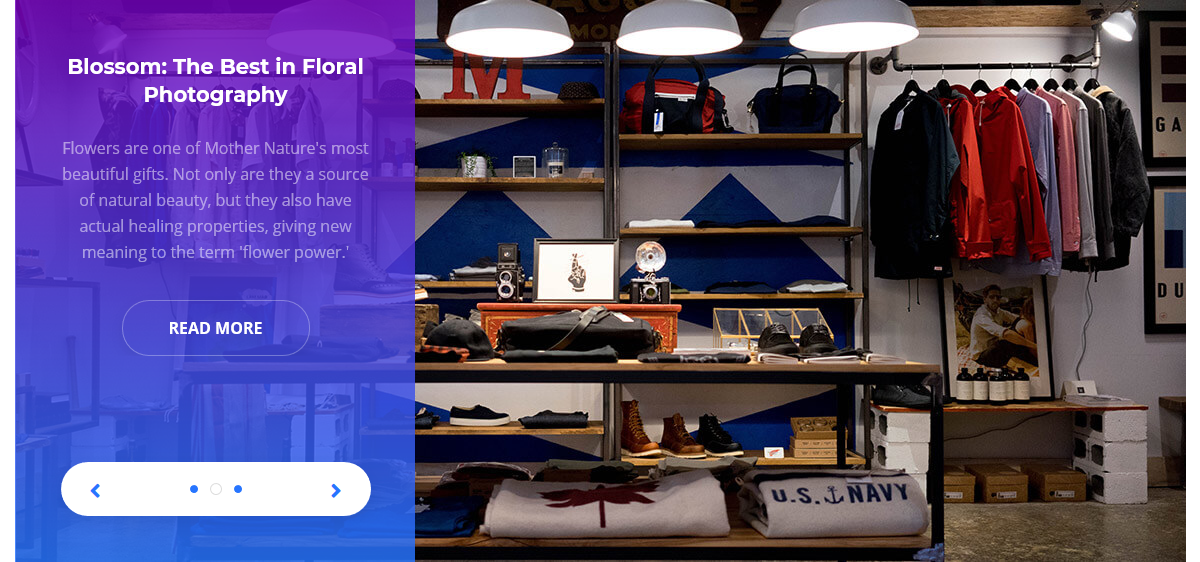 Blossom: The Best in Floral
Photography
Flowers are one of Mother Nature's most
beautiful gifts. Not only are they a source
of natural beauty, but they also have
actual healing properties, giving new
meaning to the term 'flower power.'
READ MORE
M
GA
DU
U.S. NAVY